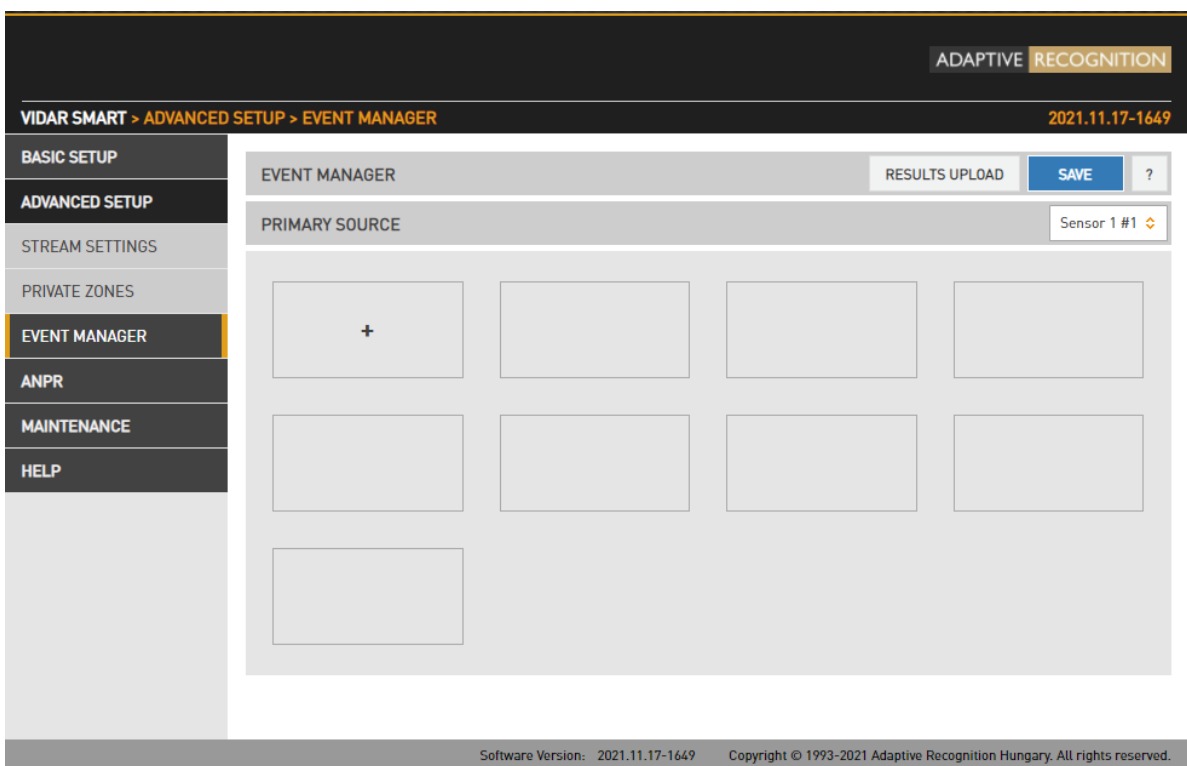 ADAPTIVE RECOGNITION
VIDAR SMART > ADVANCED SETUP > EVENT MANAGER 2021.11.17-1649
BASIC SETUP
ADVANCED SETUP
STREAM SETTINGS
PRIVATE ZONES
EVENT MANAGER
ANPR
MAINTENANCE
HELP
EVENT MANAGER RESULTS UPLOAD SAVE ?
PRIMARY SOURCE Sensor 1 #1
+
Software Version: 2021.11.17-1649 Copyright © 1993-2021 Adaptive Recognition Hungary. All rights reserved.